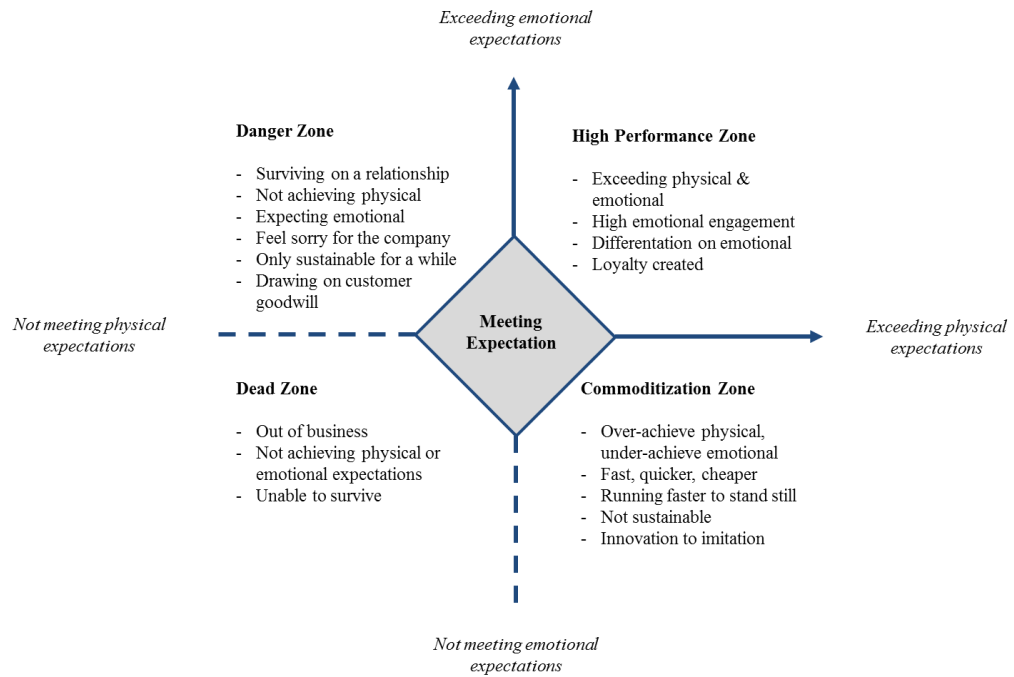 Exceeding emotional
expectations
Danger Zone
- Surviving on a relationship
- Not achieving physical
- Expecting emotional
- Feel sorry for the company
- Only sustainable for a while
- Drawing on customer
goodwill
High Performance Zone
- Exceeding physical &
emotional
- High emotional engagement
- Differentation on emotional
- Loyalty created
Not meeting physical
expectations
Meeting
Expectation
Exceeding physical
expectations
Dead Zone
- Out of business
- Not achieving physical or
emotional expectations
- Unable to survive
Commoditization Zone
- Over-achieve physical,
under-achieve emotional
- Fast, quicker, cheaper
- Running faster to stand still
- Not sustainable
- Innovation to imitation
Not meeting emotional
expectations